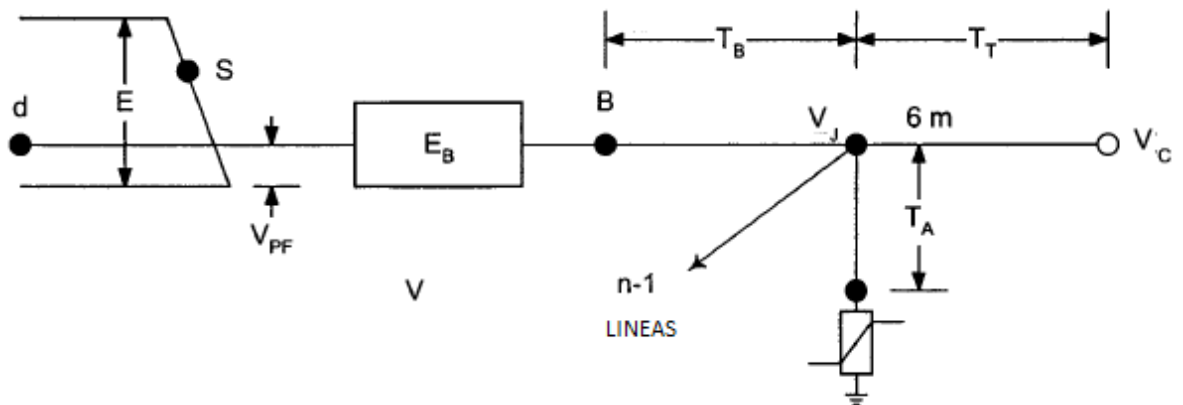 T_B
T_T
d
E
S
B
V_J
6 m
V_C
E_B
V_PF
T_A
V
n-1
LINEAS